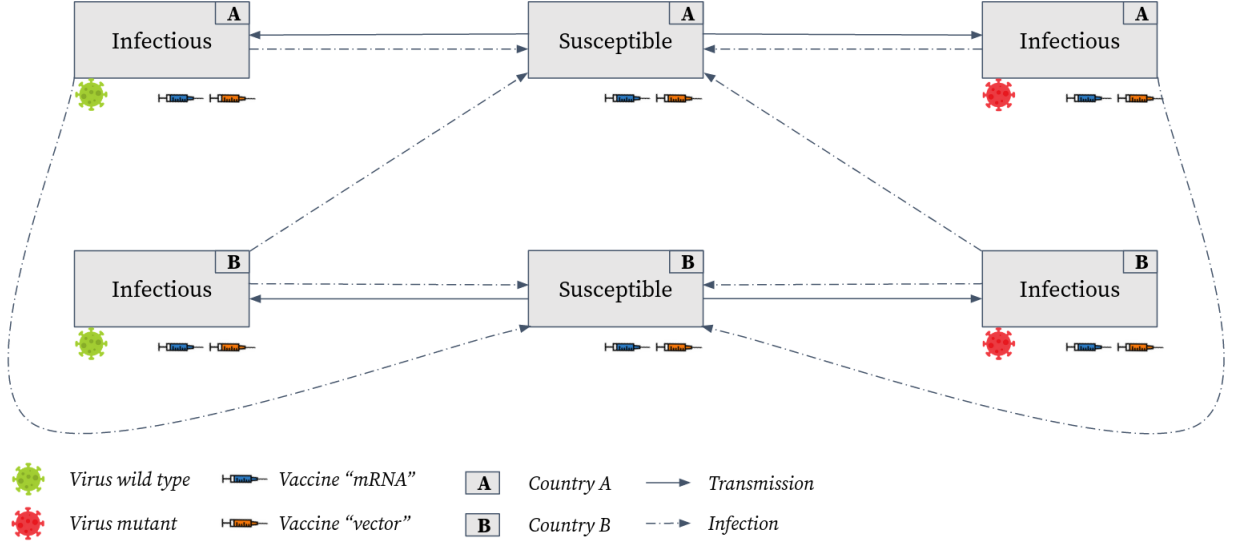 A A A
Infectious Susceptible Infectious
B B B
Infectious Susceptible Infectious
Virus wild type Vaccine “mRNA” A Country A Transmission
Virus mutant Vaccine “vector” B Country B Infection